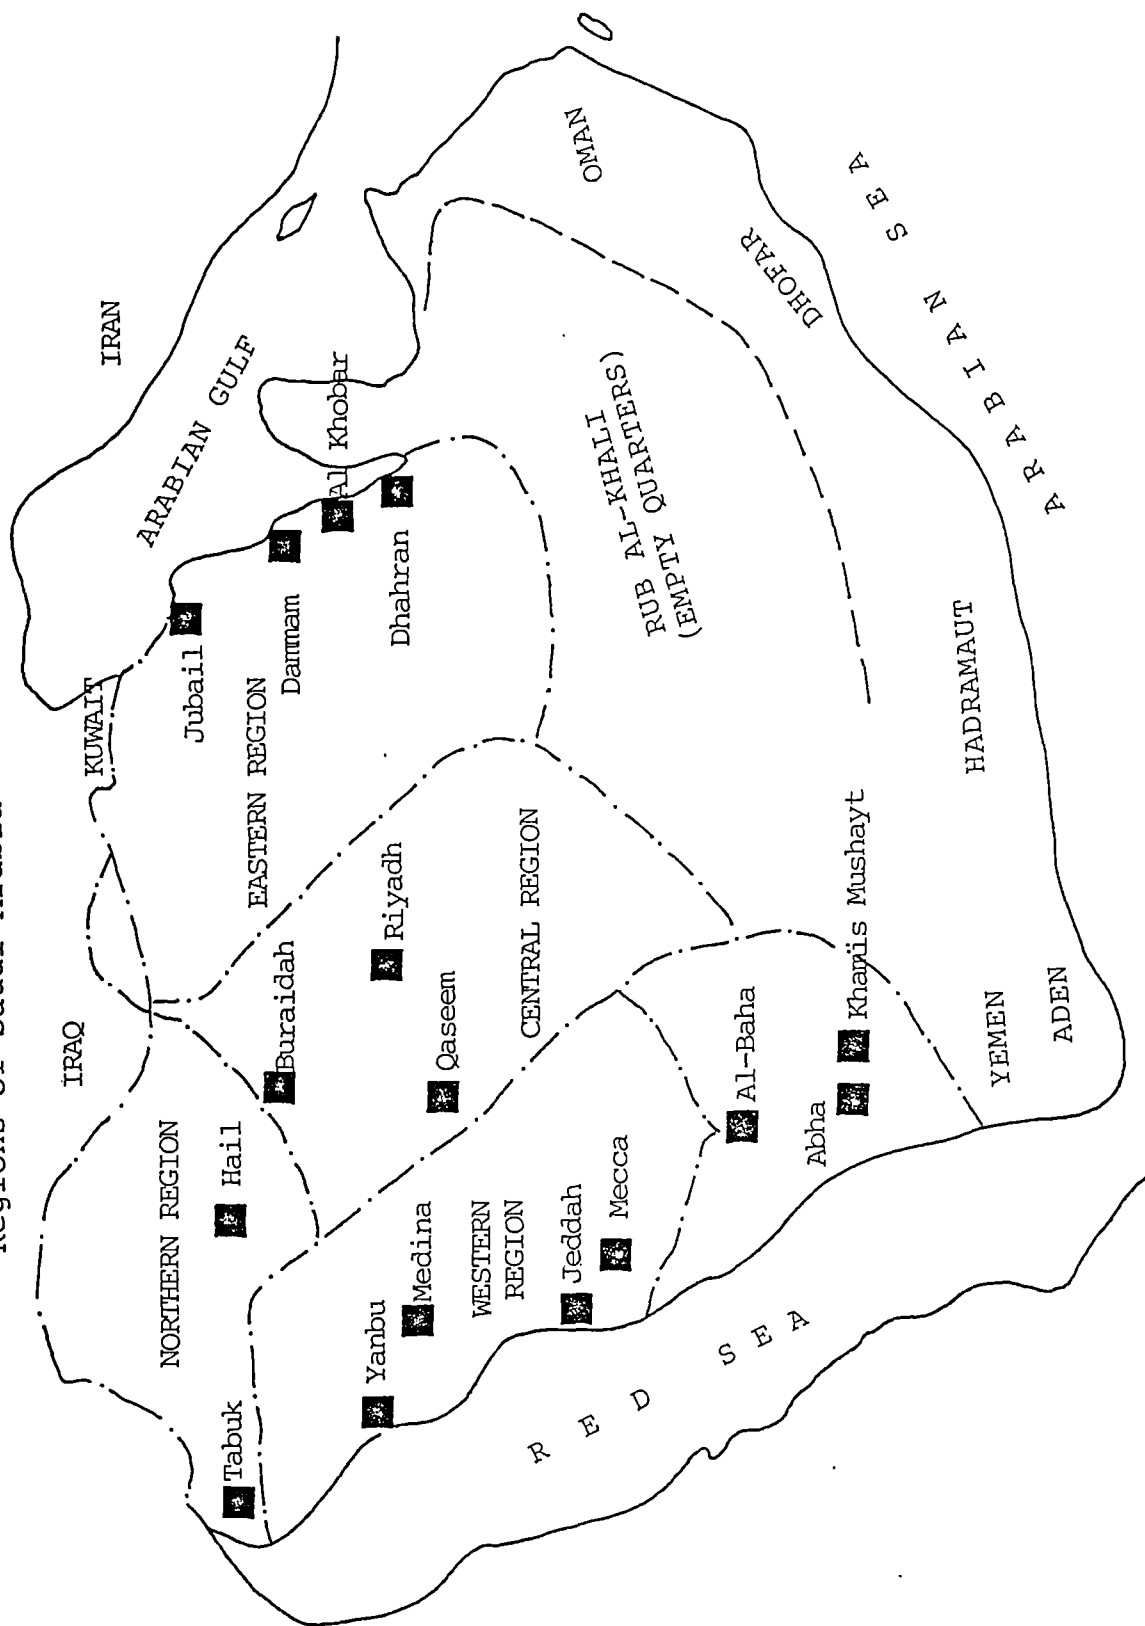 Regions of Saudi Arabia
IRAN
IRAQ
KUWAIT
ARABIAN GULF
NORTHERN REGION
Tabuk
Hail
Buraidah
EASTERN REGION
Jubail
Dammam
Al Khobar
Dhahran
Yanbu
Medina
WESTERN
REGION
Jeddah
Mecca
Riyadh
Qaseem
CENTRAL REGION
RUB AL-KHALI
(EMPTY QUARTERS)
OMAN
DHOFAR
Al-Baha
Abha
Khamis Mushayt
HADRAMAUT
YEMEN
ADEN
RED SEA
ARABIAN SEA